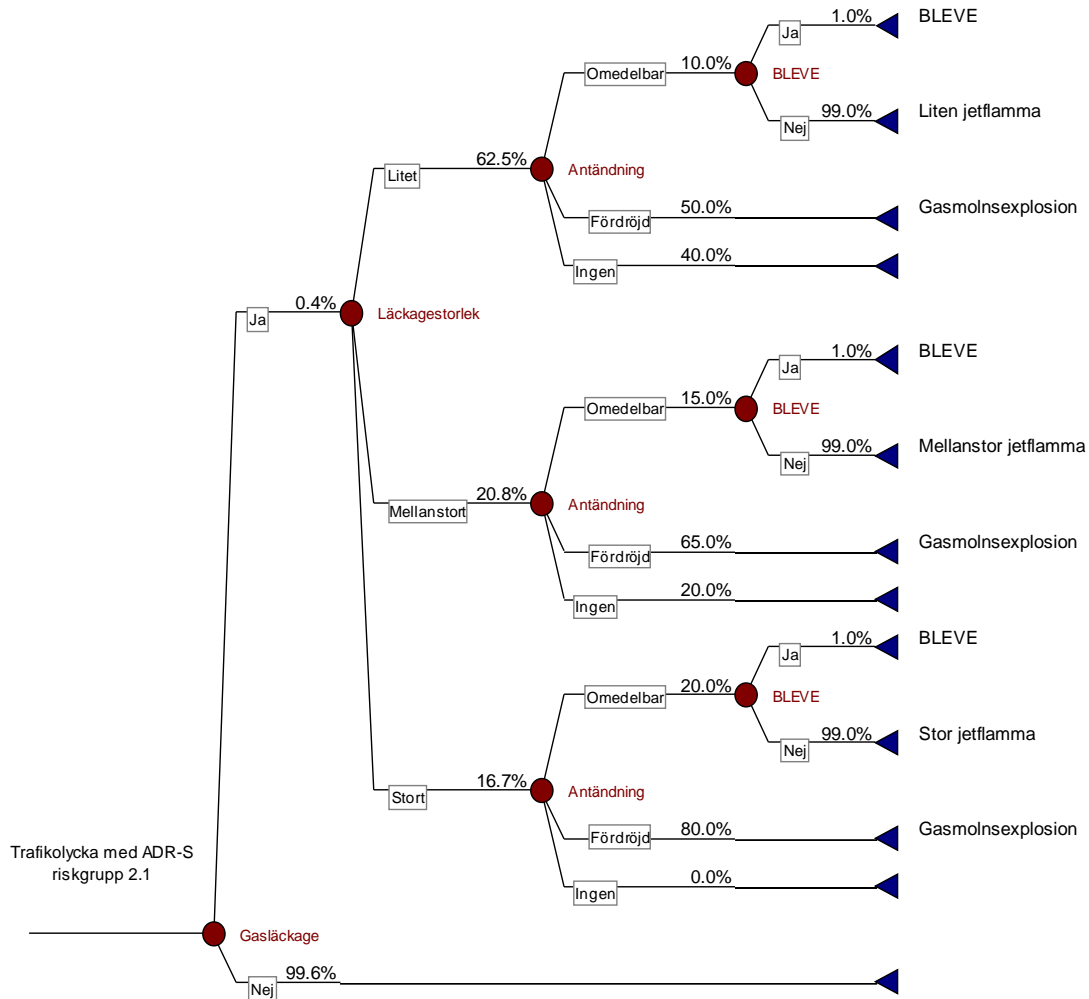 1.0%
BLEVE
Ja
Omedelbar
10.0%
BLEVE
99.0%
Liten jetflamma
Nej
Litet
62.5%
Antändning
Fördröjd
50.0%
Gasmolnsexplosion
Ingen
40.0%
Ja
0.4%
Läckagestorlek
1.0%
BLEVE
Ja
Omedelbar
15.0%
BLEVE
99.0%
Mellanstor jetflamma
Nej
Mellanstort
20.8%
Antändning
Fördröjd
65.0%
Gasmolnsexplosion
Ingen
20.0%
1.0%
BLEVE
Ja
Omedelbar
20.0%
BLEVE
99.0%
Stor jetflamma
Nej
Stort
16.7%
Antändning
Fördröjd
80.0%
Gasmolnsexplosion
Ingen
0.0%
Trafikolycka med ADR-S
riskgrupp 2.1
Gasläckage
Nej
99.6%